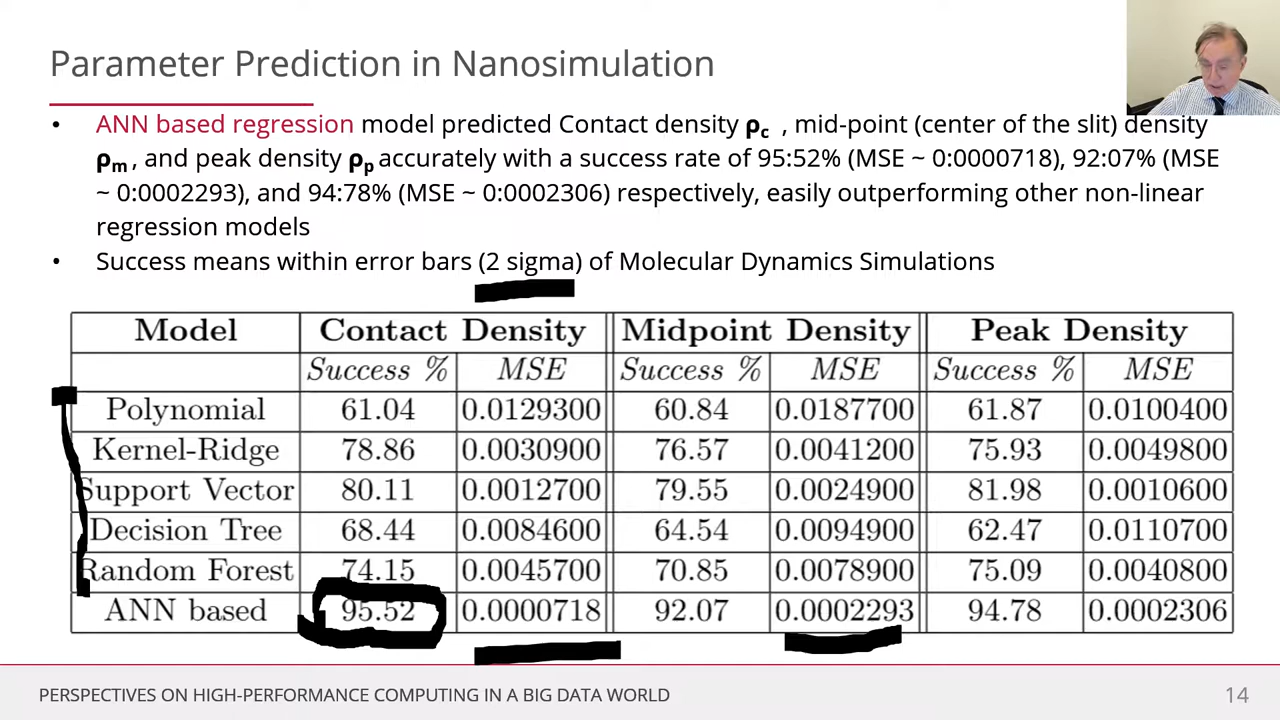 Parameter Prediction in Nanosimulation
• ANN based regression model predicted Contact density ρc , mid-point (center of the slit) density
ρm, and peak density ρp accurately with a success rate of 95:52% (MSE ~ 0:0000718), 92:07% (MSE
~ 0:0002293), and 94:78% (MSE ~ 0:0002306) respectively, easily outperforming other non-linear
regression models
• Success means within error bars (2 sigma) of Molecular Dynamics Simulations
Model Contact Density Midpoint Density Peak Density
Success % MSE Success % MSE Success % MSE
Polynomial 61.04 0.0129300 60.84 0.0187700 61.87 0.0100400
Kernel-Ridge 78.86 0.0030900 76.57 0.0041200 75.93 0.0049800
Support Vector 80.11 0.0012700 79.55 0.0024900 81.98 0.0010600
Decision Tree 68.44 0.0084600 64.54 0.0094900 62.47 0.0110700
Random Forest 74.15 0.0045700 70.85 0.0078900 75.09 0.0040800
ANN based 95.52 0.0000718 92.07 0.0002293 94.78 0.0002306
PERSPECTIVES ON HIGH-PERFORMANCE COMPUTING IN A BIG DATA WORLD 14